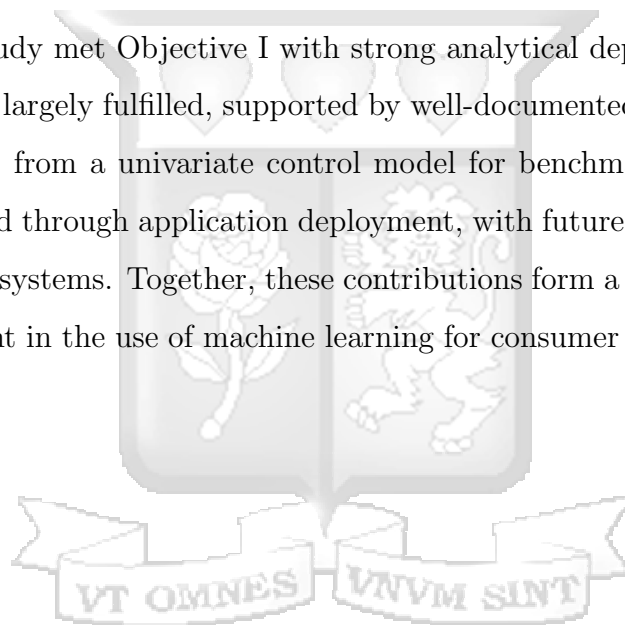 udy met Objective I with strong analytical dep
largely fulfilled, supported by well-documented
from a univariate control model for benchm
d through application deployment, with future
systems. Together, these contributions form a
nt in the use of machine learning for consumer
VT OMNES VNVM SINT